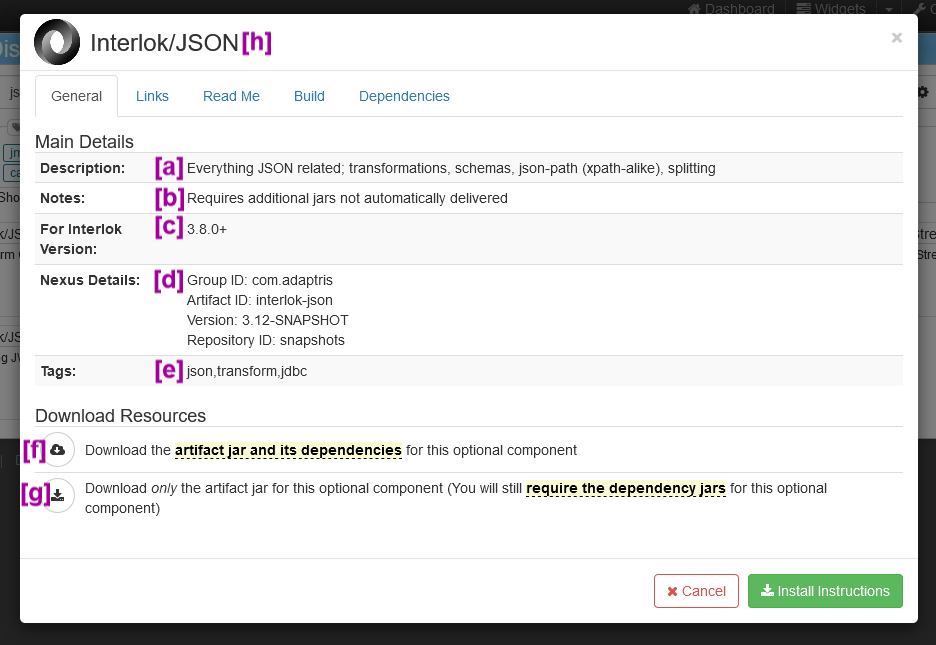 Dashboard Widgets
Interlok/JSON[h]
×
General Links Read Me Build Dependencies
Main Details
Description: [a] Everything JSON related; transformations, schemas, json-path (xpath-alike), splitting
Notes: [b] Requires additional jars not automatically delivered
For Interlok [c] 3.8.0+
Version:
Nexus Details: [d] Group ID: com.adaptris
Artifact ID: interlok-json
Version: 3.12-SNAPSHOT
Repository ID: snapshots
Tags: [e] json,transform,jdbc
Download Resources
[f] Download the artifact jar and its dependencies for this optional component
[g] Download only the artifact jar for this optional component (You will still require the dependency jars for this optional
component)
Cancel Install Instructions